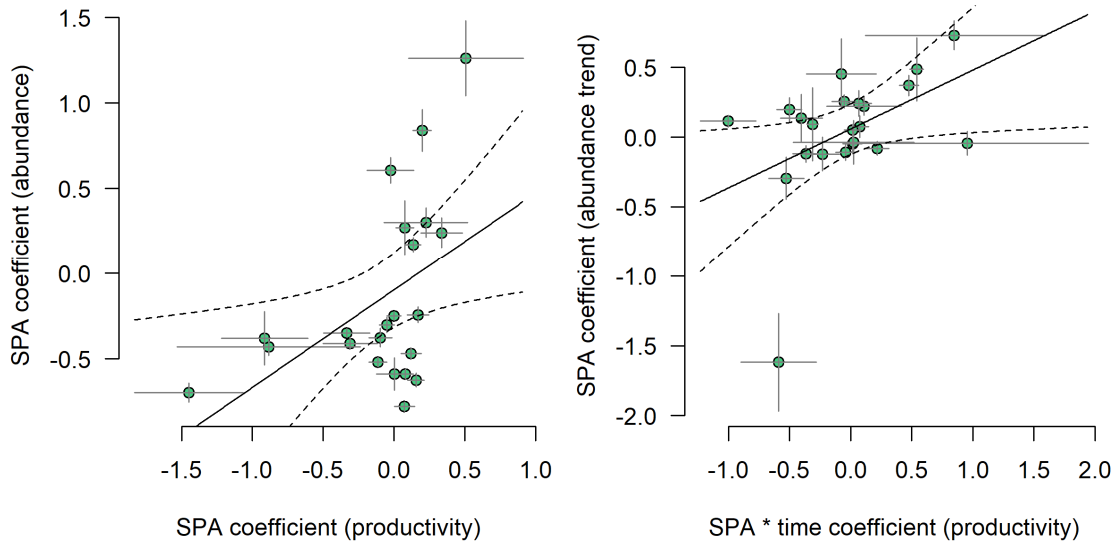 SPA coefficient (abundance)
1.5
1.0
0.5
0.0
-0.5
-1.5 -1.0 -0.5 0.0 0.5 1.0
SPA coefficient (productivity)
SPA coefficient (abundance trend)
0.5
0.0
-0.5
-1.0
-1.5
-2.0
-1.0 -0.5 0.0 0.5 1.0 1.5 2.0
SPA * time coefficient (productivity)